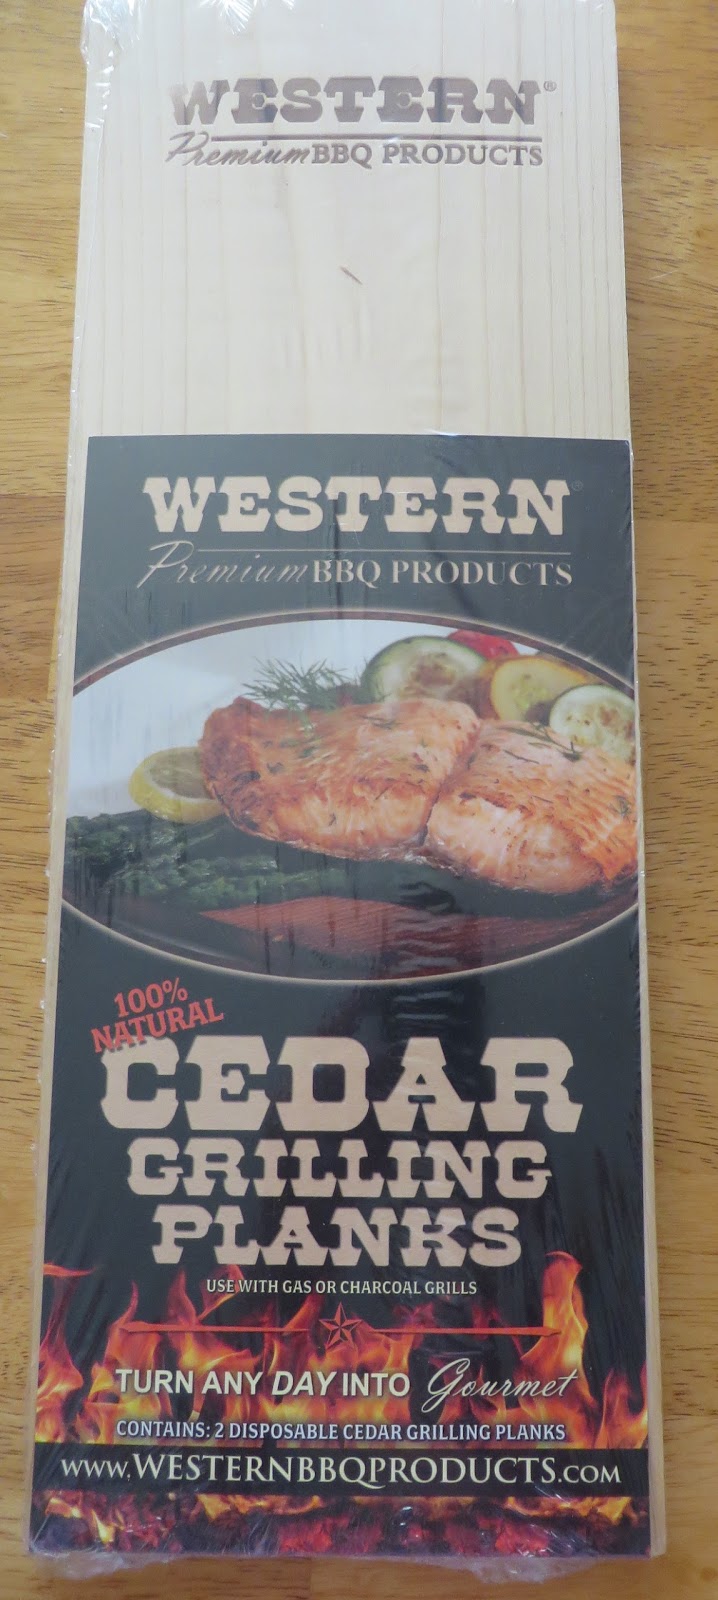 WESTERN®
Premium BBQ PRODUCTS
WESTERN®
Premium BBQ PRODUCTS
100%
NATURAL
CEDAR
GRILLING
PLANKS
USE WITH GAS OR CHARCOAL GRILLS
TURN ANY DAY INTO Gourmet
CONTAINS: 2 DISPOSABLE CEDAR GRILLING PLANKS
WWW.WESTERNBBQPRODUCTS.COM